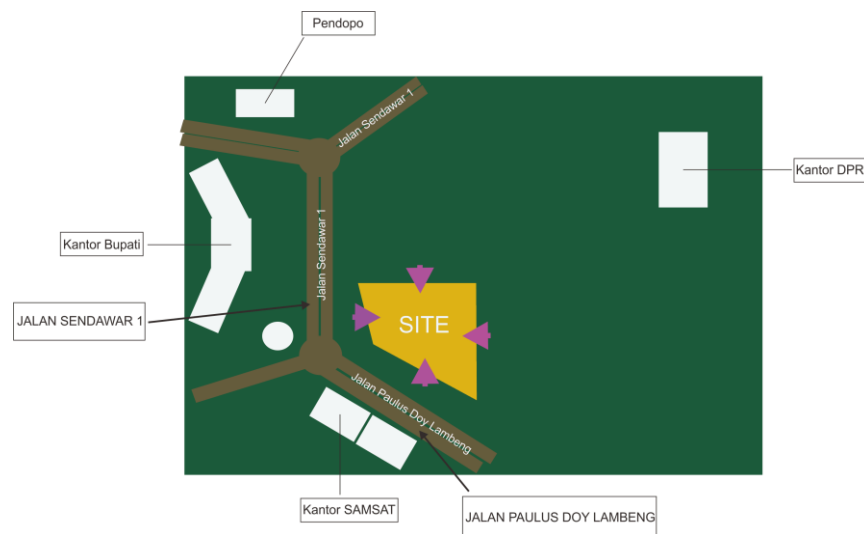 Pendopo
Jalan Sendawar 1
Kantor DPR
Jalan Sendawar 1
Kantor Bupati
JALAN SENDAWAR 1
SITE
Jalan Paulus Doy Lambeng
Kantor SAMSAT
JALAN PAULUS DOY LAMBENG